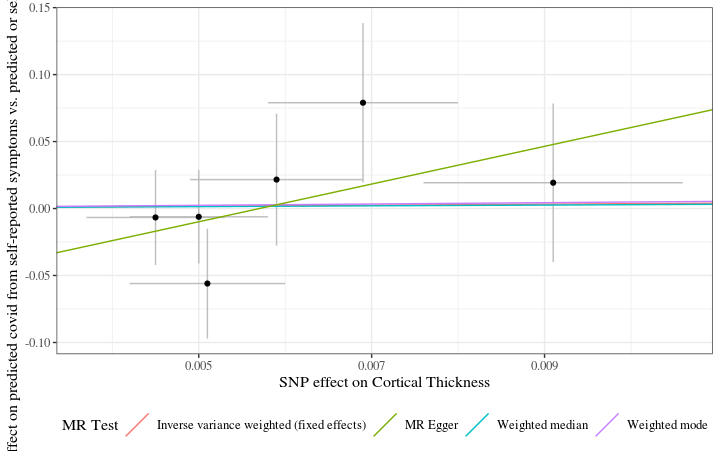 effect on predicted covid from self-reported symptoms vs. predicted or se
0.15
0.10
0.05
0.00
-0.05
-0.10
0.005
0.007
0.009
SNP effect on Cortical Thickness
MR Test
Inverse variance weighted (fixed effects)
MR Egger
Weighted median
Weighted mode